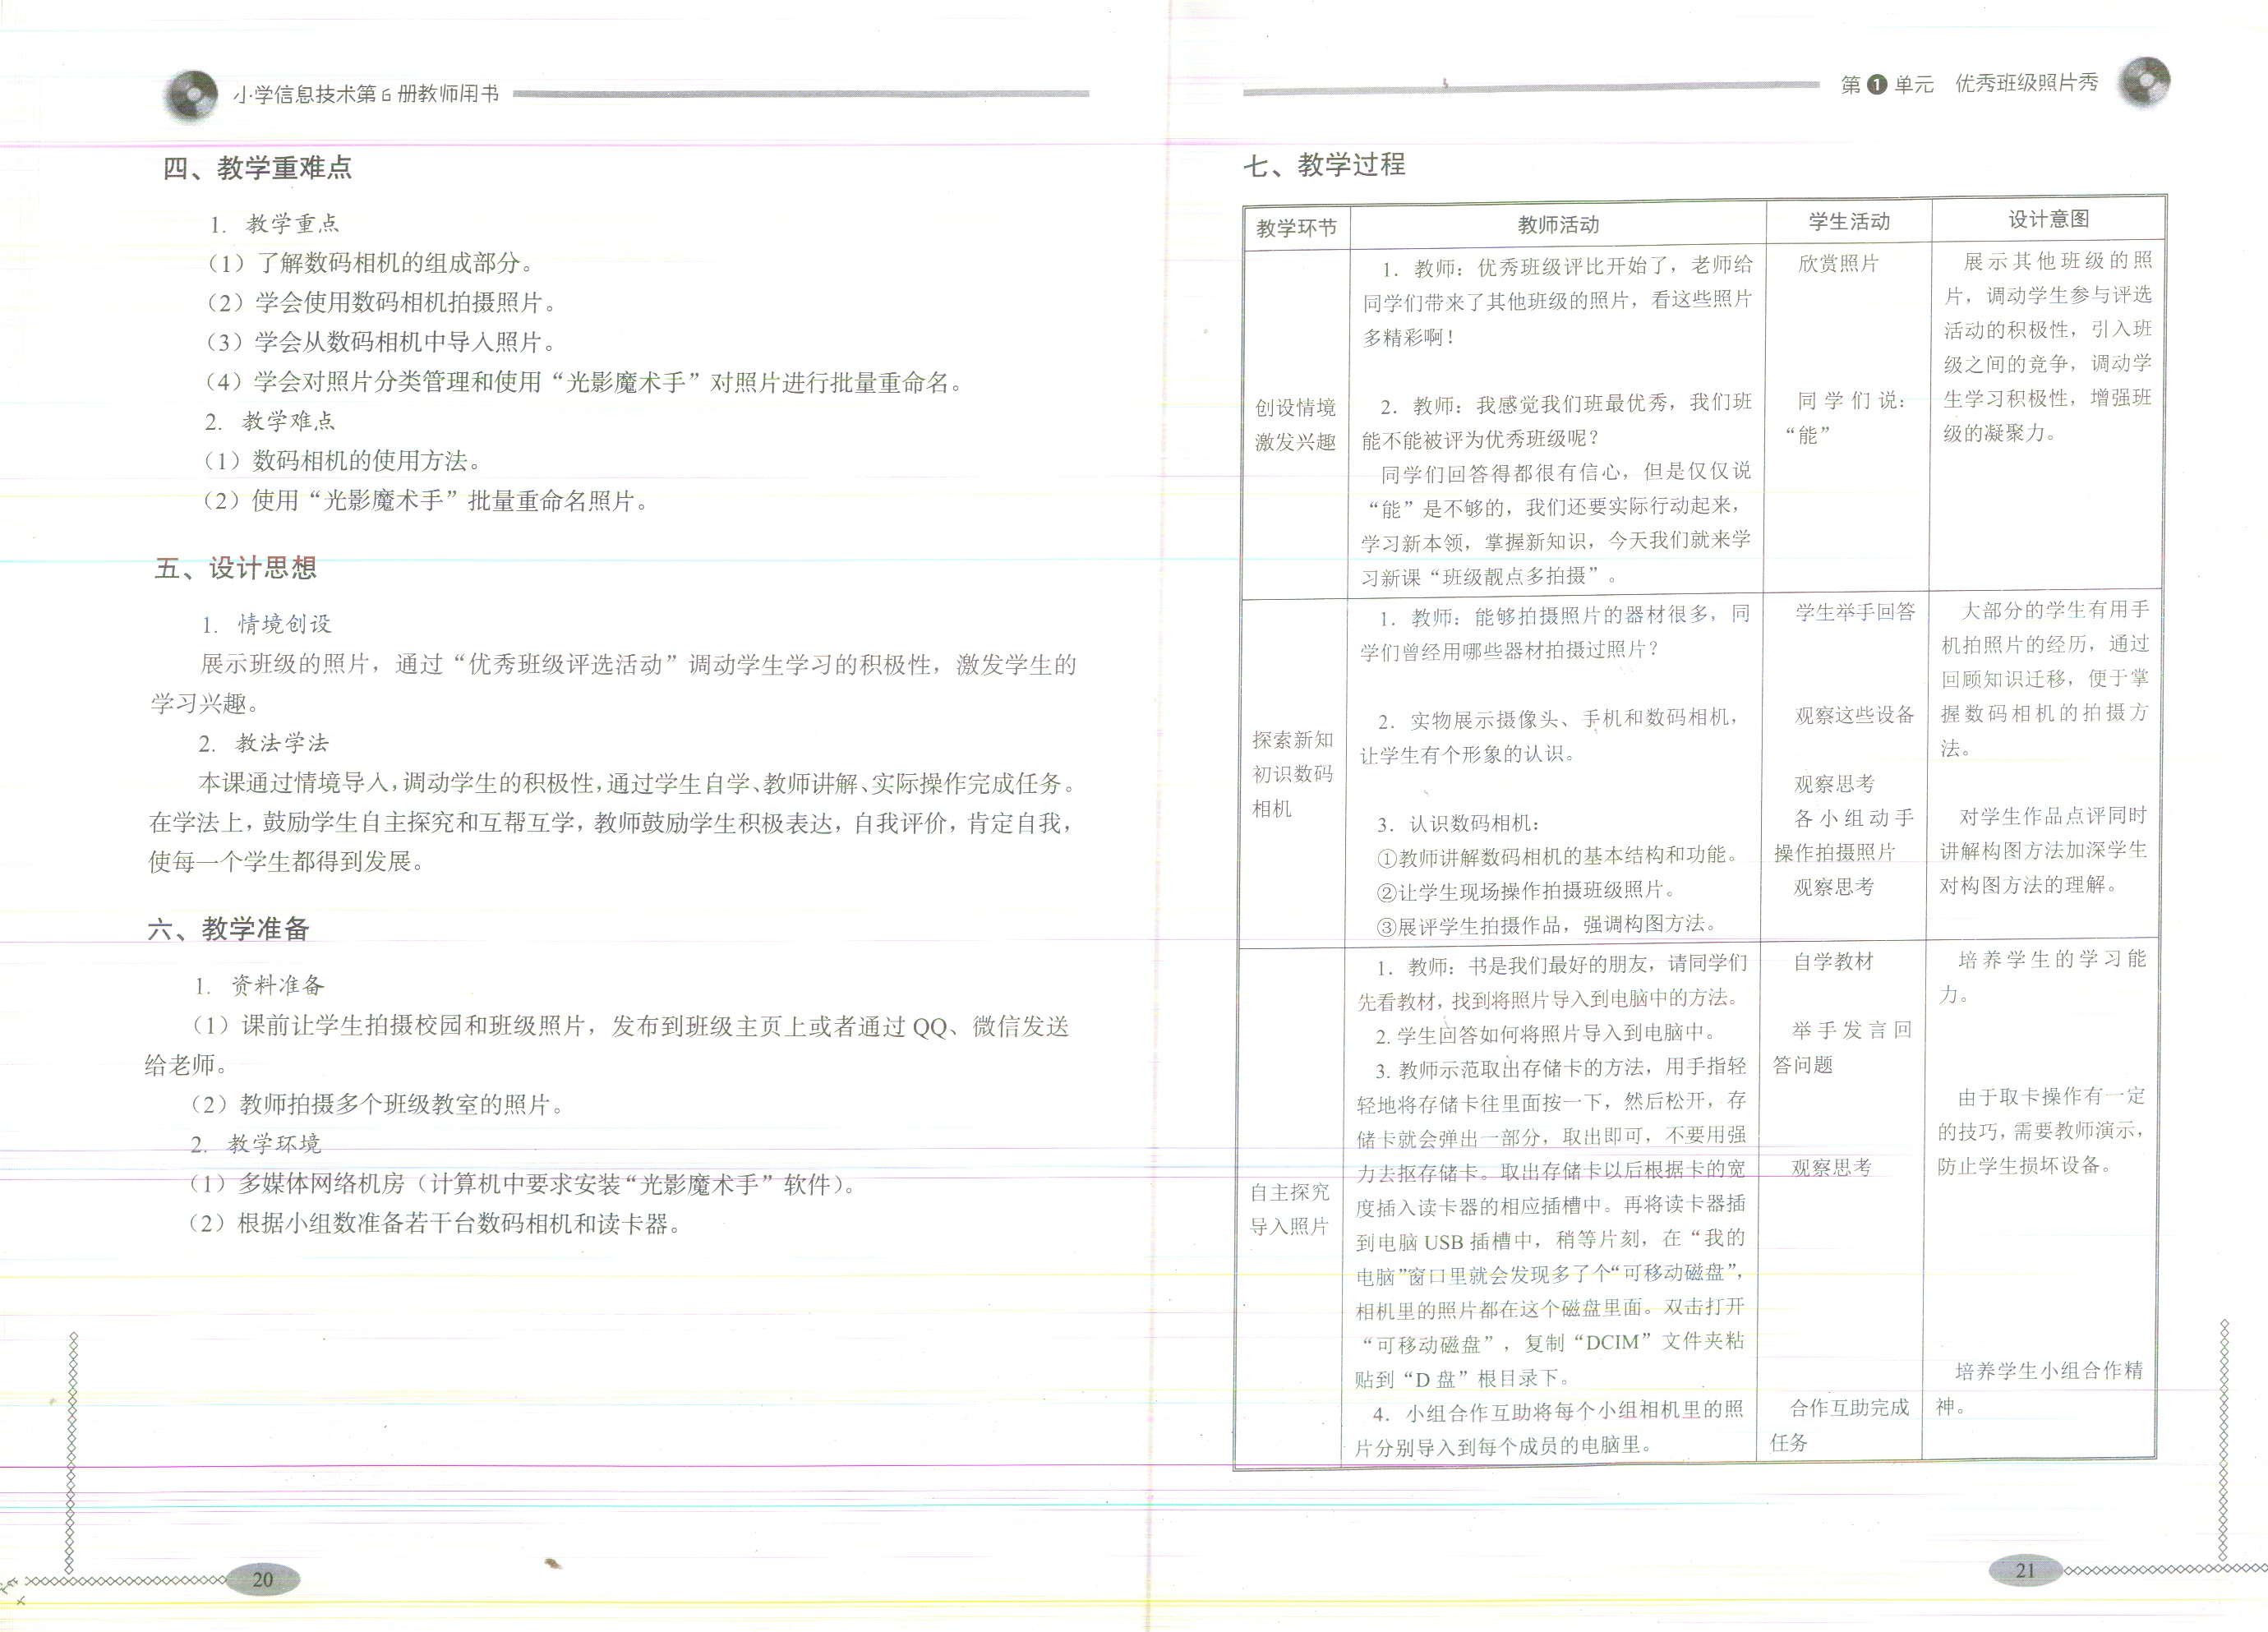 小学信息技术第6册教师用书
四、教学重难点
1. 教学重点
（1）了解数码相机的组成部分。
（2）学会使用数码相机拍摄照片。
（3）学会从数码相机中导入照片。
（4）学会对照片分类管理和使用“光影魔术手”对照片进行批量重命名。
2. 教学难点
（1）数码相机的使用方法。
（2）使用“光影魔术手”批量重命名照片。
五、设计思想
1. 情境创设
展示班级的照片，通过“优秀班级评选活动”调动学生学习的积极性，激发学生的
学习兴趣。
2. 教法学法
本课通过情境导入，调动学生的积极性，通过学生自学、教师讲解、实际操作完成任务。
在学法上，鼓励学生自主探究和互帮互学，教师鼓励学生积极表达，自我评价，肯定自我，
使每一个学生都得到发展。
六、教学准备
1. 资料准备
（1）课前让学生拍摄校园和班级照片，发布到班级主页上或者通过 QQ、微信发送
给老师。
（2）教师拍摄多个班级教室的照片。
2. 教学环境
（1）多媒体网络机房（计算机中要求安装“光影魔术手”软件）。
（2）根据小组数准备若干台数码相机和读卡器。
20
第1单元 优秀班级照片秀
七、教学过程
教学环节 教师活动 学生活动 设计意图
创设情境
激发兴趣
1. 教师：优秀班级评比开始了，老师给
同学们带来了其他班级的照片，看这些照片
多精彩啊！
2. 教师：我感觉我们班最优秀，我们班
能不能被评为优秀班级呢？
同学们回答得都很有信心，但是仅仅说
“能”是不够的，我们还要实际行动起来，
学习新本领，掌握新知识，今天我们就来学
习新课“班级靓点多拍摄”。
欣赏照片
同学们说：
“能”
展示其他班级的照
片，调动学生参与评选
活动的积极性，引入班
级之间的竞争，调动学
生学习积极性，增强班
级的凝聚力。
探索新知
初识数码
相机
1. 教师：能够拍摄照片的器材很多，同
学们曾经用哪些器材拍摄过照片？
2. 实物展示摄像头、手机和数码相机，
让学生有个形象的认识。
3. 认识数码相机：
①教师讲解数码相机的基本结构和功能。
②让学生现场操作拍摄班级照片。
③展评学生拍摄作品，强调构图方法。
学生举手回答
观察这些设备
观察思考
各小组动手
操作拍摄照片
观察思考
大部分的学生有用手
机拍照片的经历，通过
回顾知识迁移，便于掌
握数码相机的拍摄方
法。
对学生作品点评同时
讲解构图方法加深学生
对构图方法的理解。
自主探究
导入照片
1. 教师：书是我们最好的朋友，请同学们
先看教材，找到将照片导入到电脑中的方法。
2. 学生回答如何将照片导入到电脑中。
3. 教师示范取出存储卡的方法，用手指轻
轻地将存储卡往里面按一下，然后松开，存
储卡就会弹出一部分，取出即可，不要用强
力去抠存储卡。取出存储卡以后根据卡的宽
度插入读卡器的相应插槽中。再将读卡器插
到电脑 USB 插槽中，稍等片刻，在“我的
电脑”窗口里就会发现多了个“可移动磁盘”，
相机里的照片都在这个磁盘里面。双击打开
“可移动磁盘”，复制“DCIM”文件夹粘
贴到“D 盘”根目录下。
4. 小组合作互助将每个小组相机里的照
片分别导入到每个成员的电脑里。
自学教材
举手发言回
答问题
观察思考
合作互助完成
任务
培养学生的学习能
力。
由于取卡操作有一定
的技巧，需要教师演示，
防止学生损坏设备。
培养学生小组合作精
神。
21